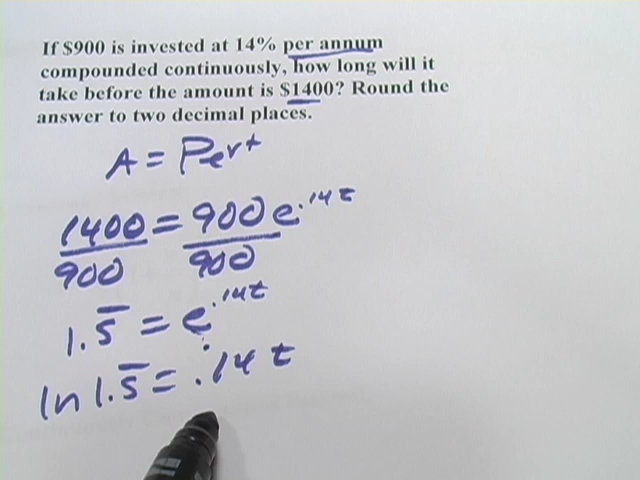 If $900 is invested at 14% per annum
compounded continuously, how long will it
take before the amount is $1400? Round the
answer to two decimal places.
A = Pe^rt
1400/900 = 900e^.14t/900
1.5̅ = e^.14t
ln 1.5̅ = .14t